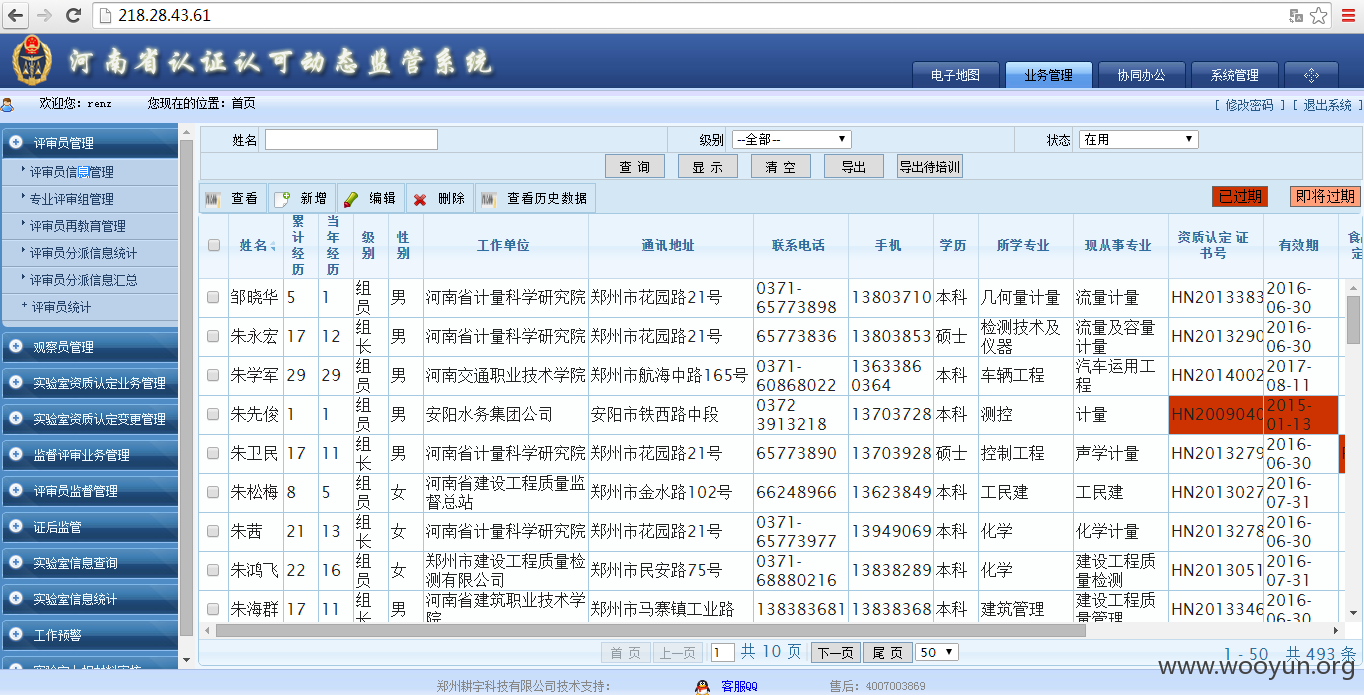 218.28.43.61
河南省认证认可动态监管系统
电子地图 业务管理 协同办公 系统管理
欢迎您：renz 您现在的位置：首页 [ 修改密码 ] [ 退出系统 ]
评审员管理
评审员信息管理
专业评审组管理
评审员再教育管理
评审员分派信息统计
评审员分派信息汇总
评审员统计
观察员管理
实验室资质认定业务管理
实验室资质认定变更管理
监督评审业务管理
评审员监督管理
证后监管
实验室信息查询
实验室信息统计
工作预警
姓名 级别 --全部-- 状态 在用
查 询 显 示 清 空 导出 导出待培训
查看 新增 编辑 删除 查看历史数据 已过期 即将过期
姓名 累计经历 当年经历 级别 性别 工作单位 通讯地址 联系电话 手机 学历 所学专业 现从事专业 资质认定 证书号 有效期
邹晓华 5 1 组员 男 河南省计量科学研究院 郑州市花园路21号 0371-65773898 13803710 本科 几何量计量 流量计量 HN2013383 2016-06-30
朱永宏 17 12 组长 男 河南省计量科学研究院 郑州市花园路21号 65773836 13803853 硕士 检测技术及仪器 流量及容量计量 HN2013290 2016-06-30
朱学军 29 29 组员 男 河南交通职业技术学院 郑州市航海中路165号 0371-60868022 1363386 0364 本科 车辆工程 汽车运用工程 HN2014002 2017-08-11
朱先俊 1 1 组员 男 安阳水务集团公司 安阳市铁西路中段 0372 3913218 13703728 本科 测控 计量 HN2009040 2015-01-13
朱卫民 17 11 组长 男 河南省计量科学研究院 郑州市花园路21号 65773890 13703928 硕士 控制工程 声学计量 HN2013279 2016-06-30
朱松梅 8 5 组员 女 河南省建设工程质量监督总站 郑州市金水路102号 66248966 13623849 本科 工民建 工民建 HN2013027 2016-07-31
朱茜 21 13 组长 女 河南省计量科学研究院 郑州市花园路21号 0371-65773977 13949069 本科 化学 化学计量 HN2013278 2016-06-30
朱鸿飞 22 16 组员 女 郑州市建设工程质量检测有限公司 郑州市民安路75号 0371-68880216 13838289 本科 化学 建设工程质量检测 HN2013051 2016-07-31
朱海群 17 11 组长 男 河南省建筑职业技术学院 郑州市马寨镇工业路 138383681 13838368 本科 建筑管理 建设工程质量管理 HN2013346 2016-06-30
首 页 上一页 1 共 10 页 下一页 尾 页 50 1 - 50 共 493 条
www.wooyun.org
郑州耕宇科技有限公司技术支持： 客服QQ 售后：4007003869